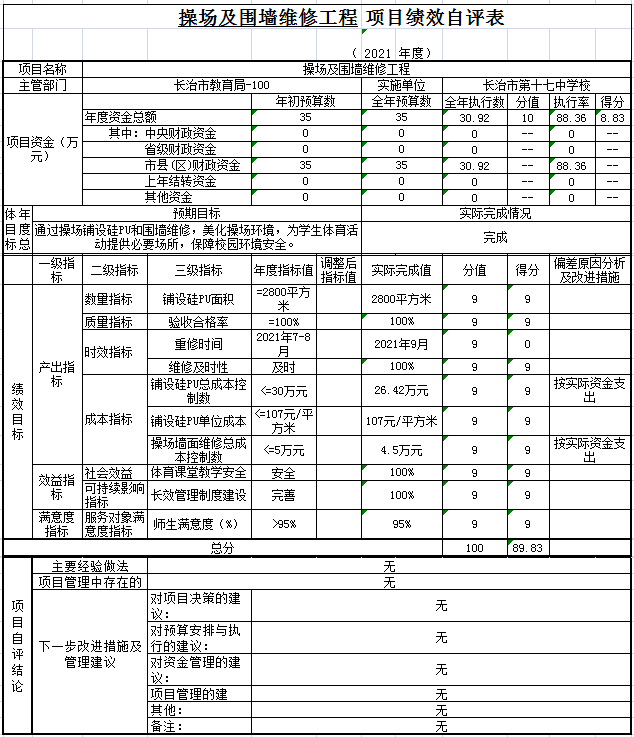 操场及围墙维修工程 项目绩效自评表
（ 2021 年度）
项目名称 操场及围墙维修工程
主管部门 长治市教育局-100 实施单位 长治市第十七中学校
项目资金（万元） 年初预算数 全年预算数 全年执行数 分值 执行率 得分
年度资金总额 35 35 30.92 10 88.36 8.83
其中：中央财政资金 0 0 0 -- 0 --
省级财政资金 0 0 0 -- 0 --
市县(区)财政资金 35 35 30.92 -- 88.36 --
上年结转资金 0 0 0 -- 0 --
其他资金 0 0 0 -- 0 --
体年目度标总 预期目标 实际完成情况
通过操场铺设硅PU和围墙维修，美化操场环境，为学生体育活动提供必要场所，保障校园环境安全。 完成
绩效目标 一级指标 二级指标 三级指标 年度指标值 调整后指标值 实际完成值 分值 得分 偏差原因分析及改进措施
产出指标 数量指标 铺设硅PU面积 =2800平方米 2800平方米 9 9
质量指标 验收合格率 =100% 100% 9 9
时效指标 重修时间 2021年7-8月 2021年9月 9 0
维修及时性 及时 100% 9 9
成本指标 铺设硅PU总成本控制数 <=30万元 26.42万元 9 9 按实际资金支出
铺设硅PU单位成本 <=107元/平方米 107元/平方米 9 9
操场墙面维修总成本控制数 <=5万元 4.5万元 9 9 按实际资金支出
效益指标 社会效益 体育课堂教学安全 安全 100% 9 9
可持续影响指标 长效管理制度建设 完善 100% 9 9
满意度指标 服务对象满意度指标 师生满意度（%） >95% 95% 9 9
总分 100 89.83
项目自评结论 主要经验做法 无
项目管理中存在的 无
下一步改进措施及管理建议 对项目决策的建议： 无
对预算安排与执行的建议： 无
对资金管理的建议： 无
项目管理的建 无
其他： 无
备注： 无